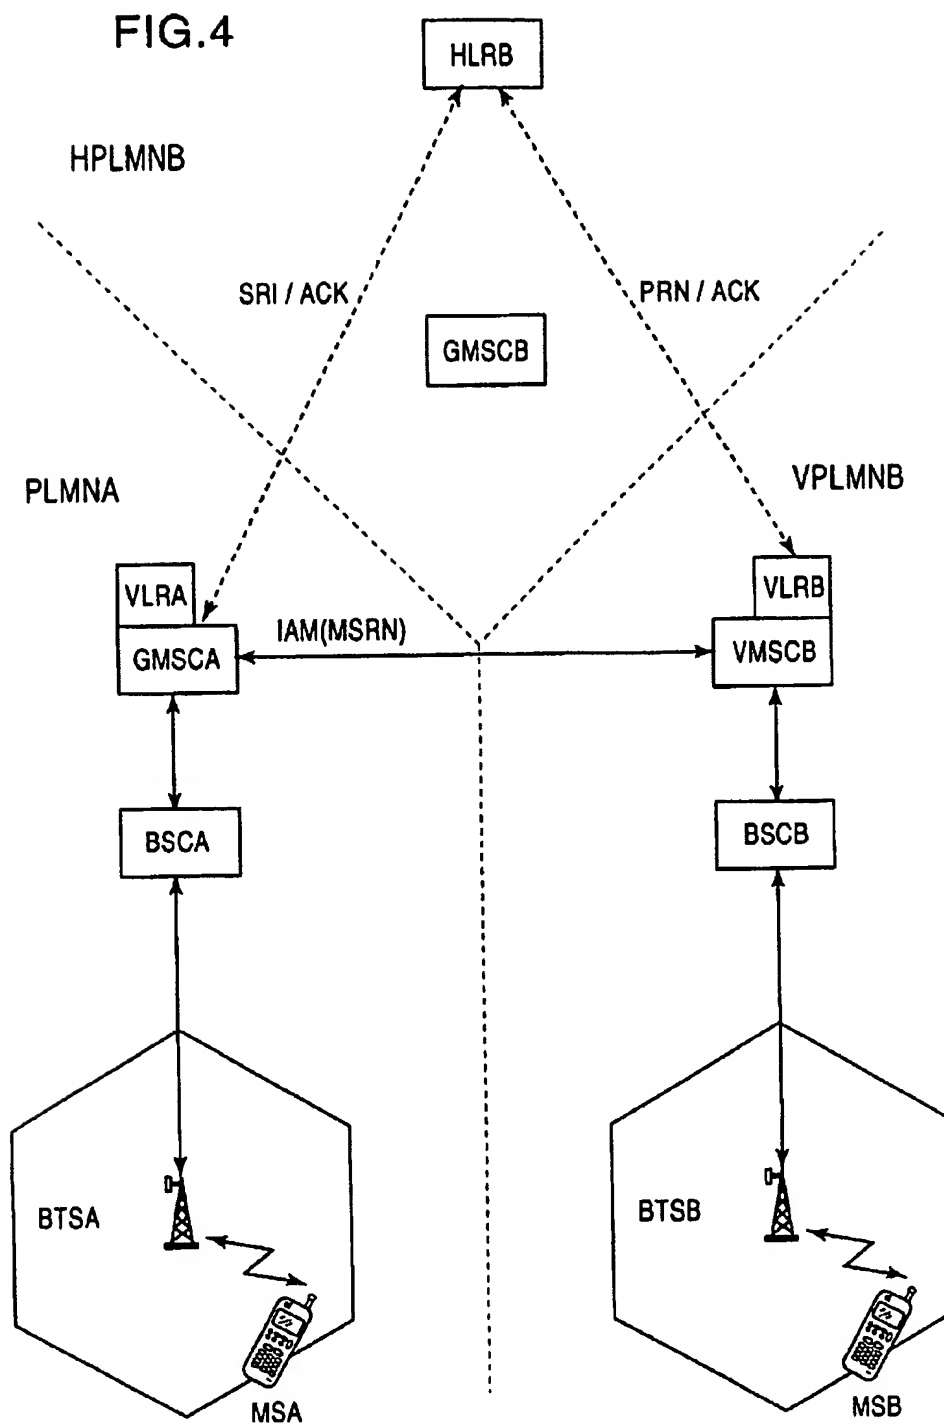 FIG.4
HLRB
HPLMNB
SRI / ACK
PRN / ACK
GMSCB
PLMNA
VPLMNB
VLRA
VLRB
IAM(MSRN)
GMSCA
VMSCB
BSCA
BSCB
BTSA
BTSB
MSA
MSB